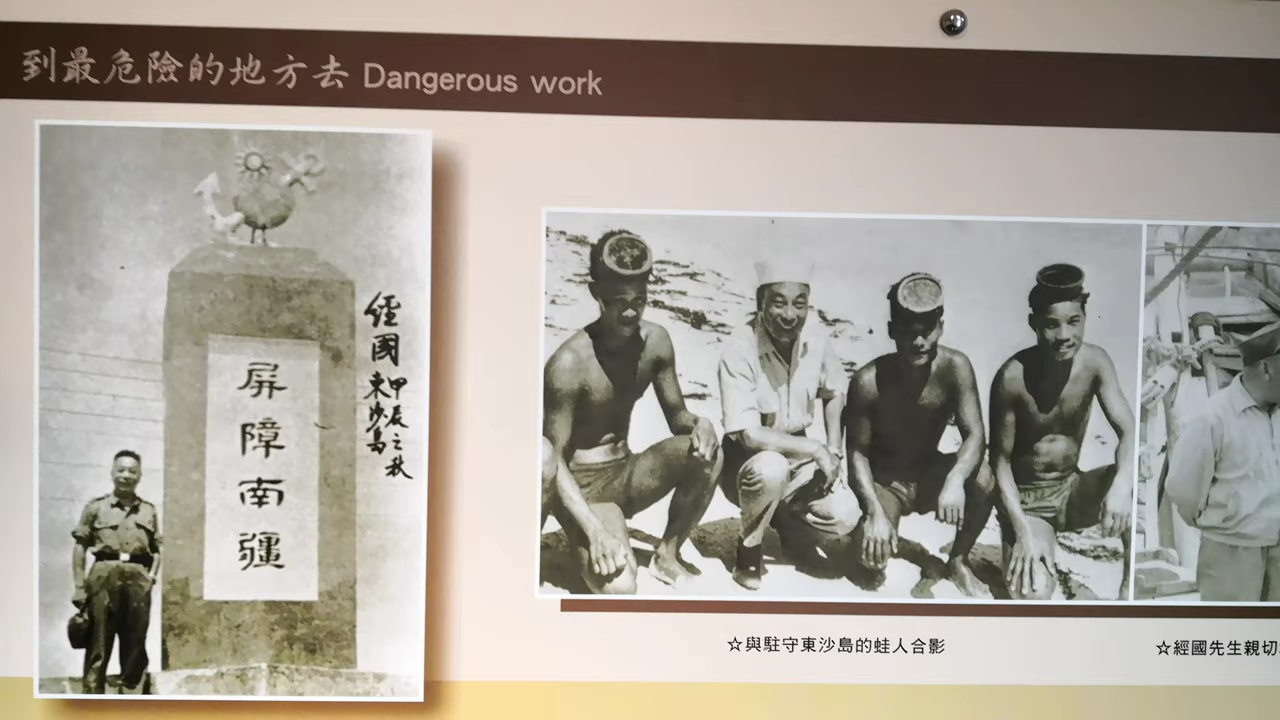 到最危險的地方去 Dangerous work
屏障南疆
經國
甲辰之秋
東沙島
☆與駐守東沙島的蛙人合影
☆經國先生親切